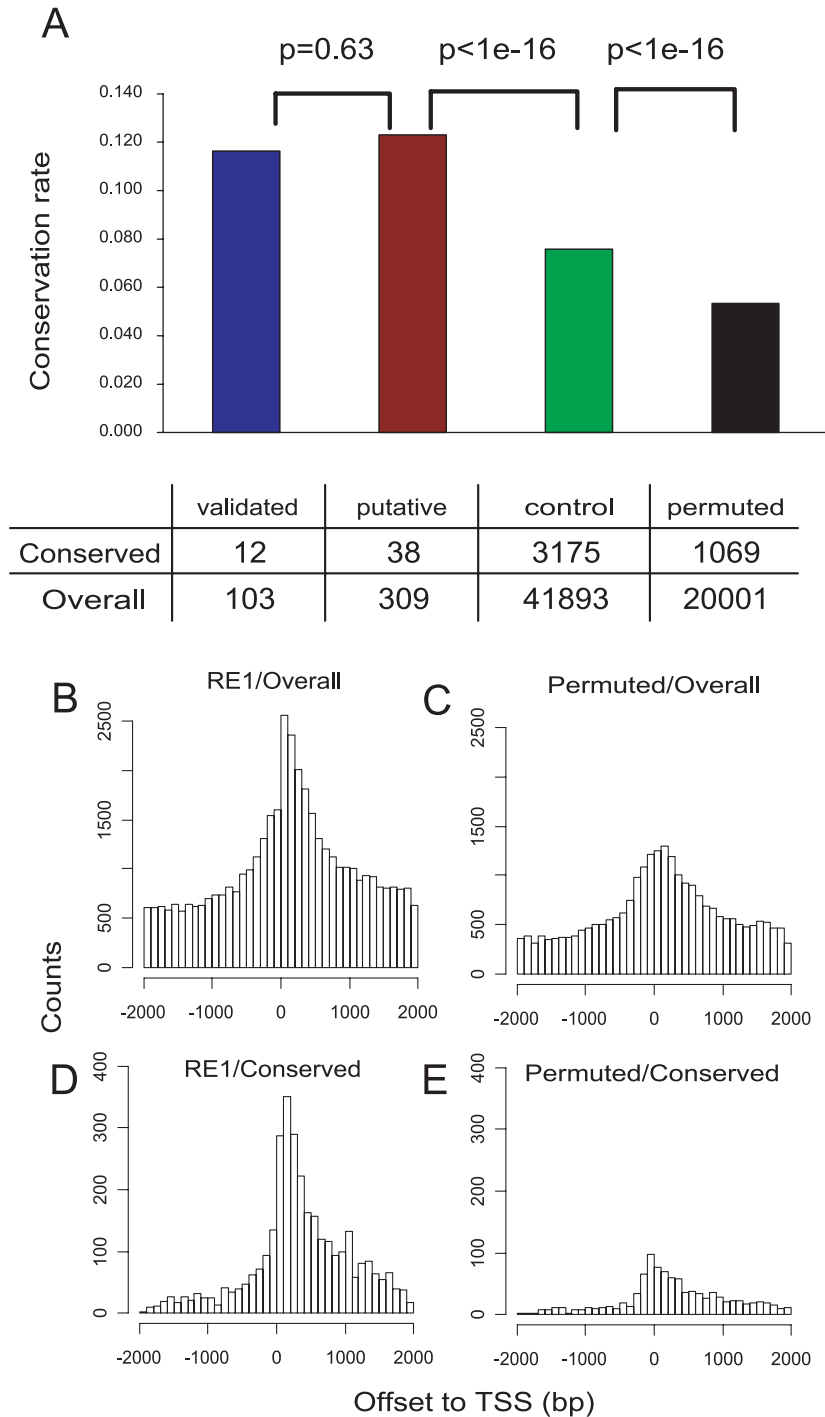 A
p=0.63 p<1e-16 p<1e-16
Conservation rate
0.140
0.120
0.100
0.080
0.060
0.040
0.020
0.000
validated putative control permuted
Conserved 12 38 3175 1069
Overall 103 309 41893 20001
B RE1/Overall
2500
1500
500
0
-2000 -1000 0 1000 2000
C Permuted/Overall
2500
1500
500
0
-2000 -1000 0 1000 2000
Counts
D RE1/Conserved
400
300
200
100
0
-2000 -1000 0 1000 2000
E Permuted/Conserved
400
300
200
100
0
-2000 -1000 0 1000 2000
Offset to TSS (bp)